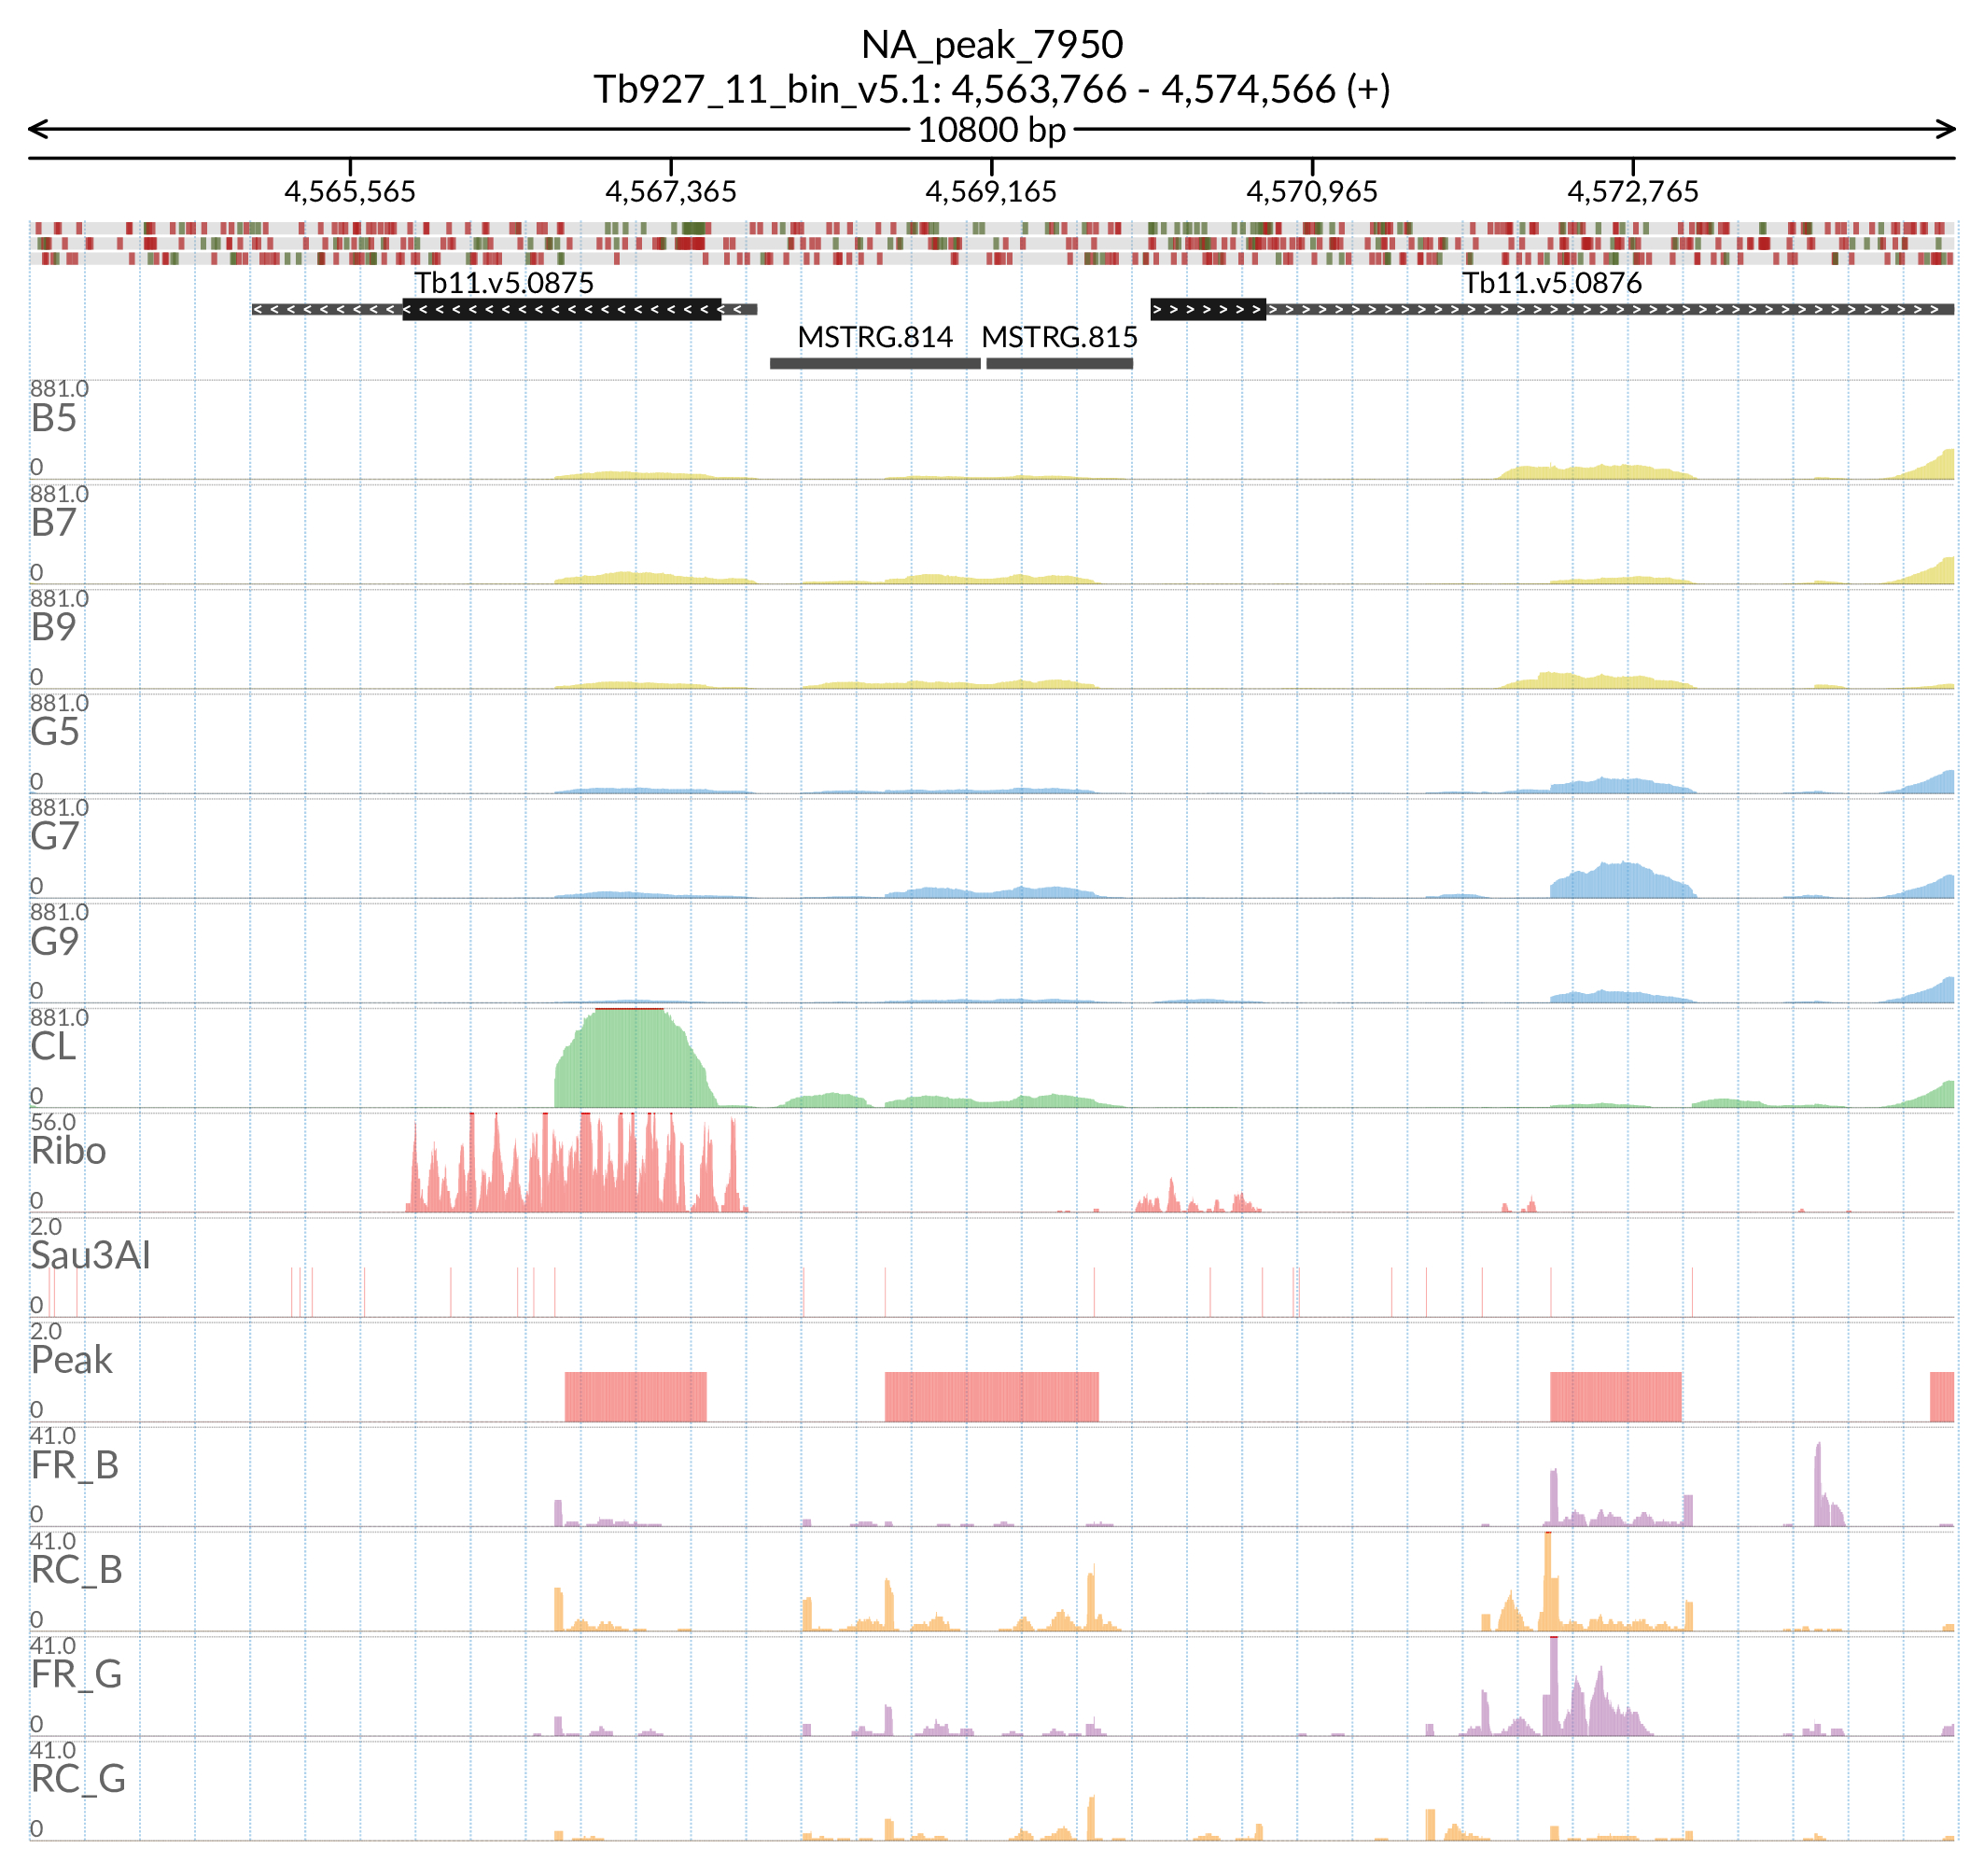 NA_peak_7950
Tb927_11_bin_v5.1: 4,563,766 - 4,574,566 (+)
10800 bp
4,565,565 4,567,365 4,569,165 4,570,965 4,572,765
Tb11.v5.0875 Tb11.v5.0876
MSTRG.814 MSTRG.815
881.0
B5
0
881.0
B7
0
881.0
B9
0
881.0
G5
0
881.0
G7
0
881.0
G9
0
881.0
CL
0
56.0
Ribo
0
2.0
Sau3AI
0
2.0
Peak
0
41.0
FR_B
0
41.0
RC_B
0
41.0
FR_G
0
41.0
RC_G
0